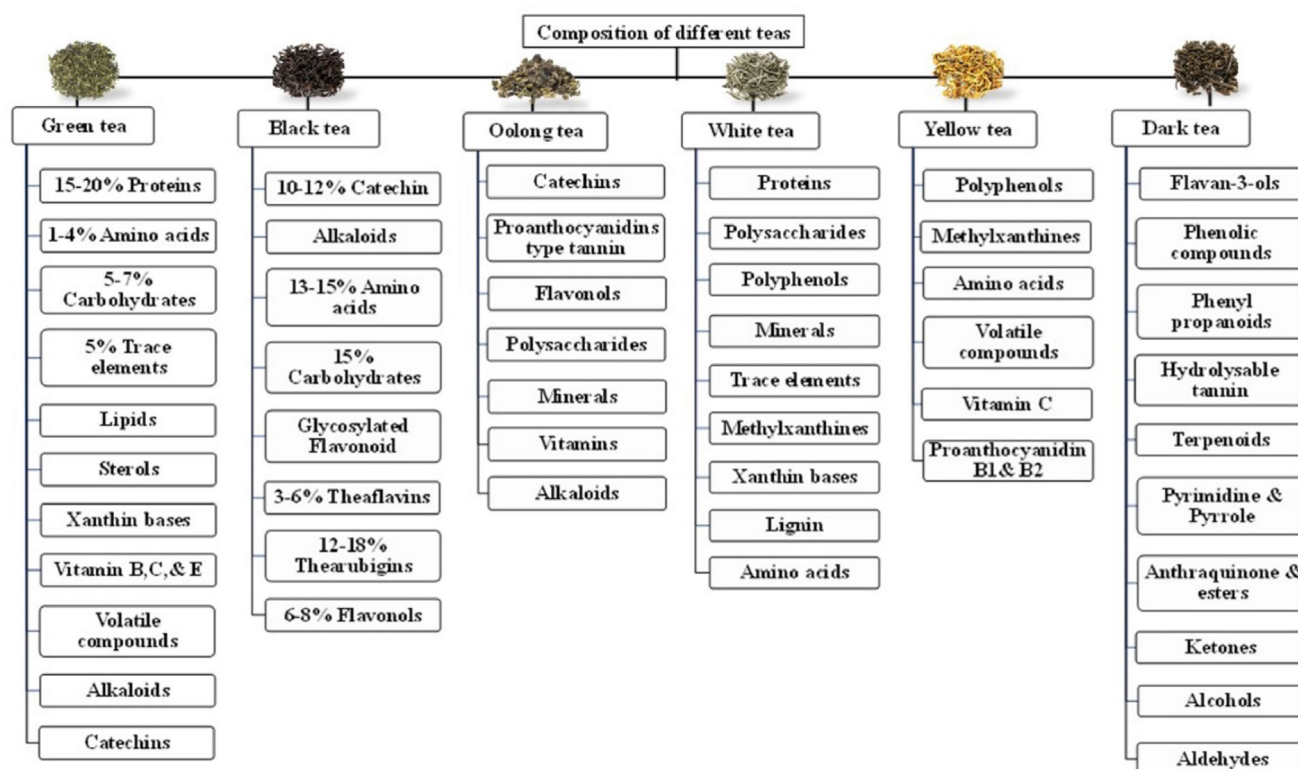 Composition of different teas
Green tea
15-20% Proteins
1-4% Amino acids
5-7%
Carbohydrates
5% Trace
elements
Lipids
Sterols
Xanthin bases
Vitamin B,C,& E
Volatile
compounds
Alkaloids
Catechins
Black tea
10-12% Catechin
Alkaloids
13-15% Amino
acids
15%
Carbohydrates
Glycosylated
Flavonoid
3-6% Theaflavins
12-18%
Thearubigins
6-8% Flavonols
Oolong tea
Catechins
Proanthocyanidins
type tannin
Flavonols
Polysaccharides
Minerals
Vitamins
Alkaloids
White tea
Proteins
Polysaccharides
Polyphenols
Minerals
Trace elements
Methylxanthines
Xanthin bases
Lignin
Amino acids
Yellow tea
Polyphenols
Methylxanthines
Amino acids
Volatile
compounds
Vitamin C
Proanthocyanidin
B1& B2
Dark tea
Flavan-3-ols
Phenolic
compounds
Phenyl
propanoids
Hydrolysable
tannin
Terpenoids
Pyrimidine &
Pyrrole
Anthraquinone &
esters
Ketones
Alcohols
Aldehydes